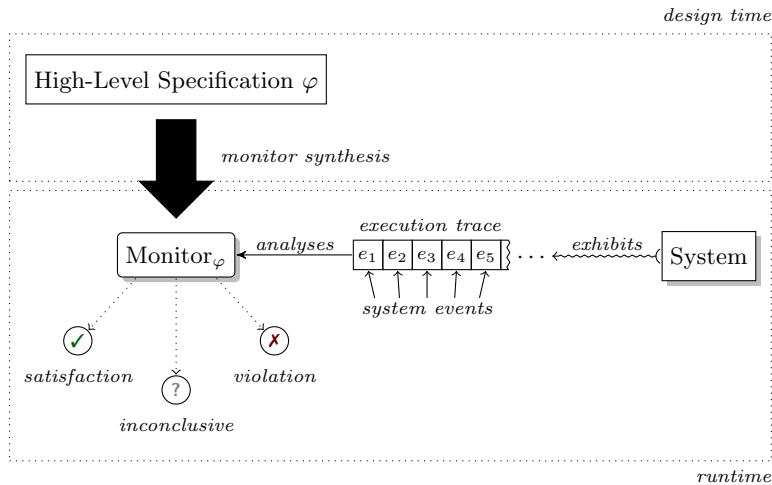 design time
High-Level Specification φ
monitor synthesis
execution trace
Monitorφ
analyses
e1 e2 e3 e4 e5 ...
exhibits
System
system events
✓
✗
satisfaction
violation
?
inconclusive
runtime